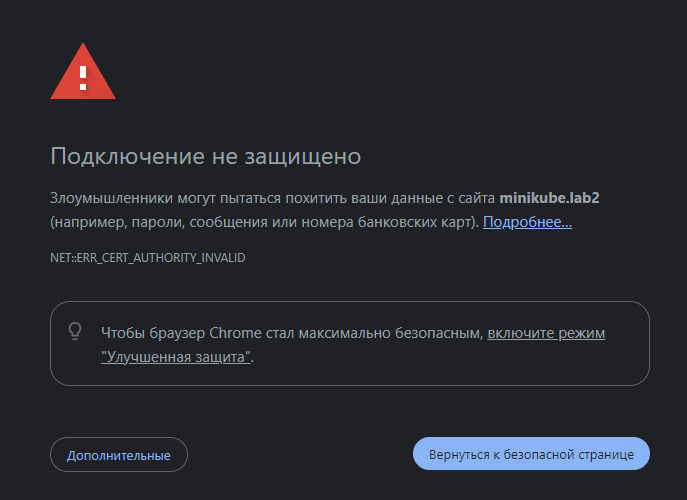 Подключение не защищено
Злоумышленники могут пытаться похитить ваши данные с сайта minikube.lab2
(например, пароли, сообщения или номера банковских карт). Подробнее...
NET::ERR_CERT_AUTHORITY_INVALID
Чтобы браузер Chrome стал максимально безопасным, включите режим
"Улучшенная защита".
Дополнительные
Вернуться к безопасной странице